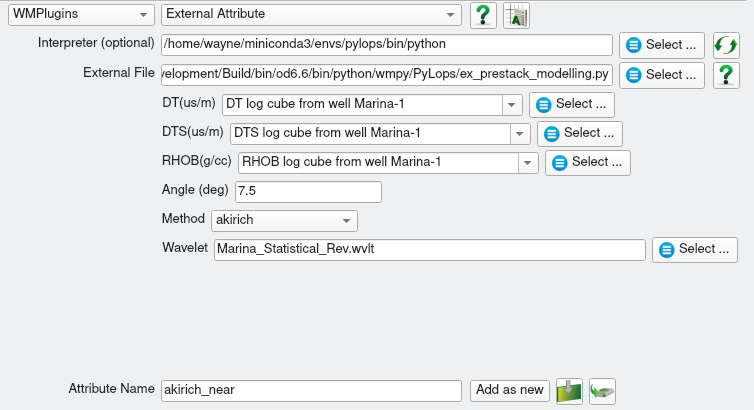 WMPlugins External Attribute ?
Interpreter (optional) /home/wayne/miniconda3/envs/pylops/bin/python Select ...
External File velopment/Build/bin/od6.6/bin/python/wmpy/PyLops/ex_prestack_modelling.py Select ... ?
DT(us/m) DT log cube from well Marina-1 Select ...
DTS(us/m) DTS log cube from well Marina-1 Select ...
RHOB(g/cc) RHOB log cube from well Marina-1 Select ...
Angle (deg) 7.5
Method akirich
Wavelet Marina_Statistical_Rev.wvlt Select ...
Attribute Name akirich_near Add as new